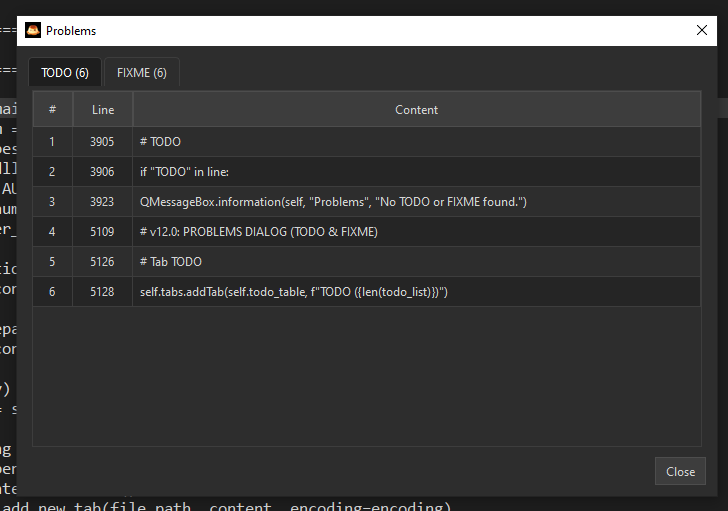 Problems
TODO (6) FIXME (6)
# Line Content
1 3905 # TODO
2 3906 if "TODO" in line:
3 3923 QMessageBox.information(self, "Problems", "No TODO or FIXME found.")
4 5109 # v12.0: PROBLEMS DIALOG (TODO & FIXME)
5 5126 # Tab TODO
6 5128 self.tabs.addTab(self.todo_table, f"TODO ({len(todo_list)})")
Close
add_new_tab(file_path, content, encoding=encoding)